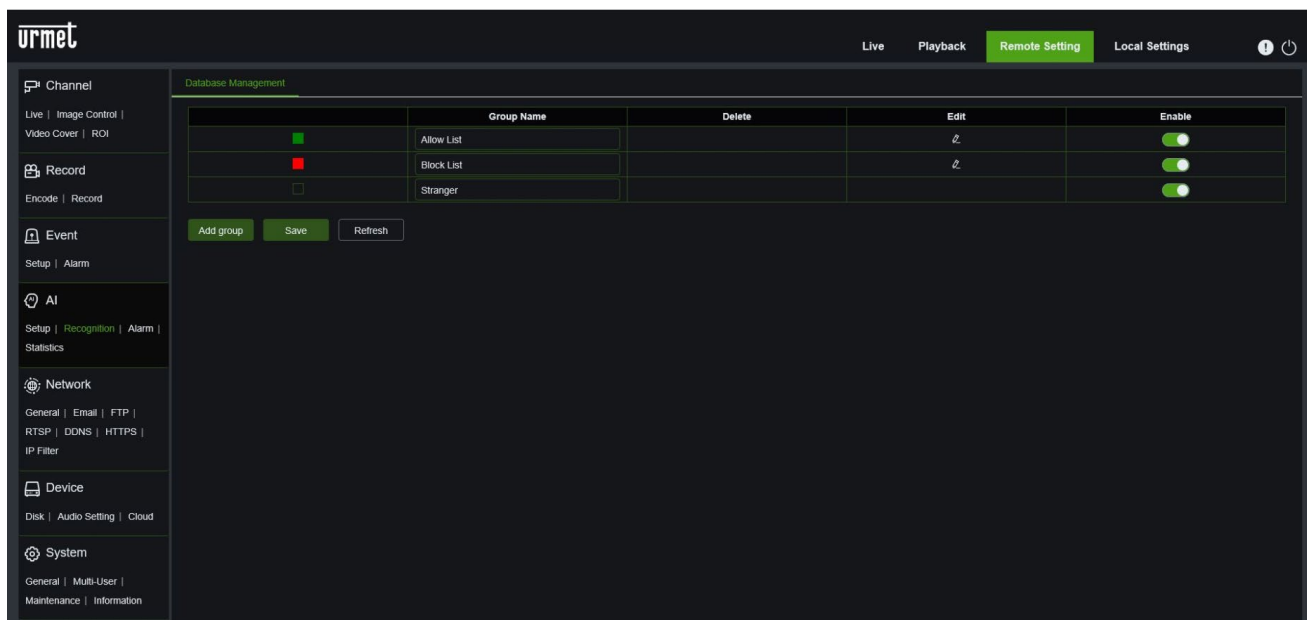 urmet
Live Playback Remote Setting Local Settings
Channel
Live | Image Control |
Video Cover | ROI
Record
Encode | Record
Event
Setup | Alarm
AI
Setup | Recognition | Alarm |
Statistics
Network
General | Email | FTP |
RTSP | DDNS | HTTPS |
IP Filter
Device
Disk | Audio Setting | Cloud
System
General | Multi-User |
Maintenance | Information
Database Management
Group Name Delete Edit Enable
Allow List
Block List
Stranger
Add group Save Refresh